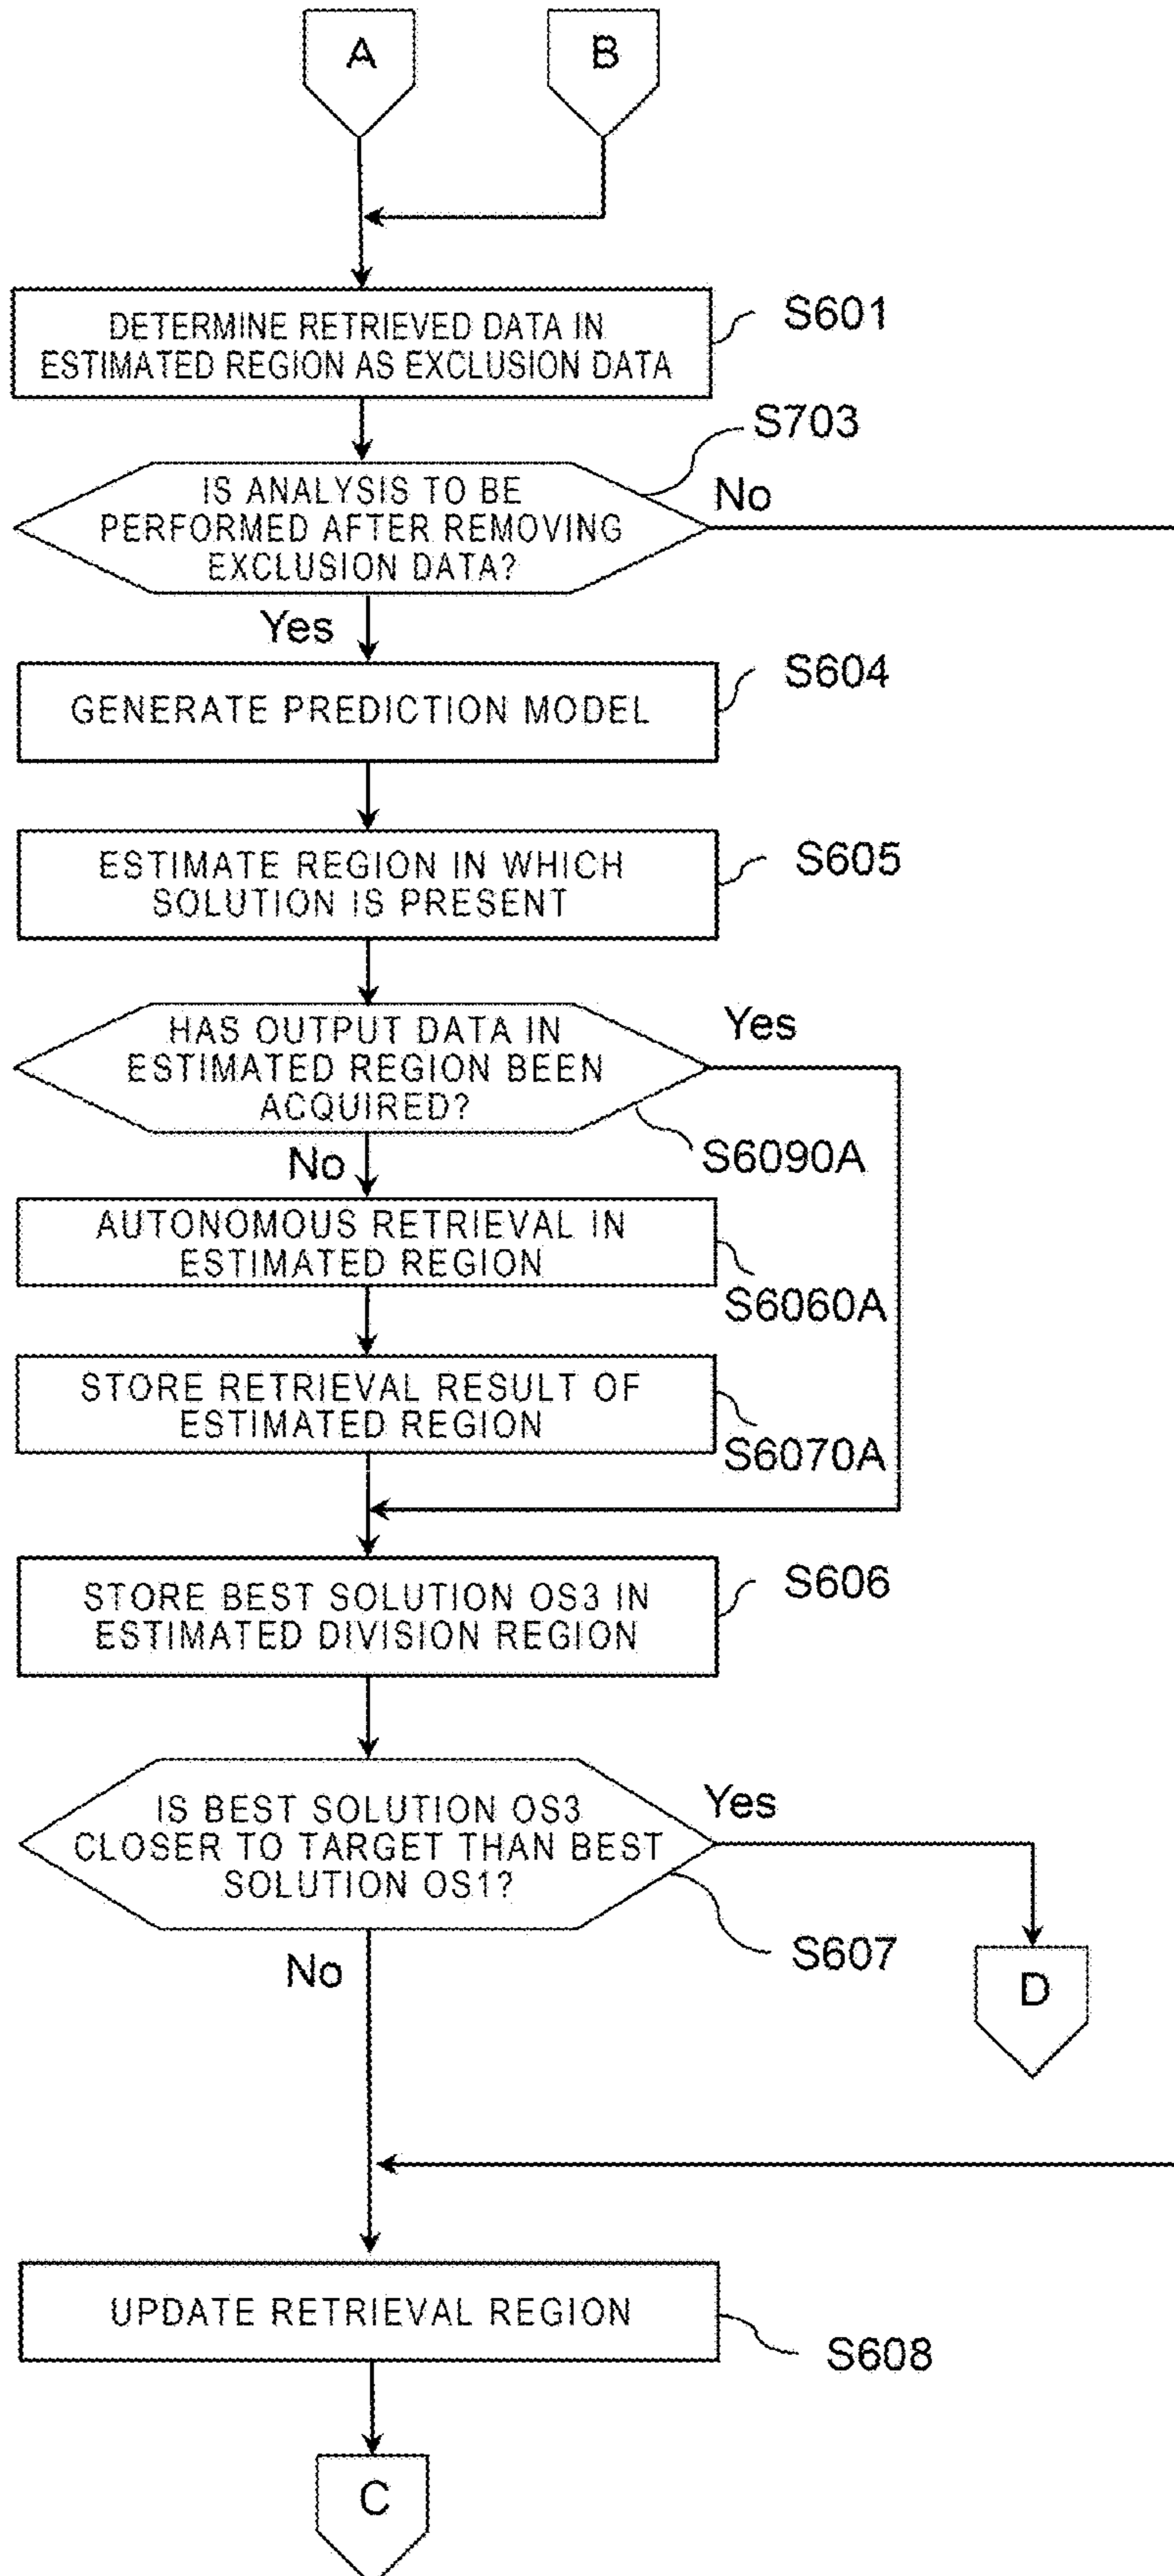 A
B
DETERMINE RETRIEVED DATA IN
ESTIMATED REGION AS EXCLUSION DATA
S601
S703
IS ANALYSIS TO BE
PERFORMED AFTER REMOVING
EXCLUSION DATA?
No
Yes
GENERATE PREDICTION MODEL
S604
ESTIMATE REGION IN WHICH
SOLUTION IS PRESENT
S605
HAS OUTPUT DATA IN
ESTIMATED REGION BEEN
ACQUIRED?
Yes
S6090A
No
AUTONOMOUS RETRIEVAL IN
ESTIMATED REGION
S6060A
STORE RETRIEVAL RESULT OF
ESTIMATED REGION
S6070A
STORE BEST SOLUTION OS3 IN
ESTIMATED DIVISION REGION
S606
IS BEST SOLUTION OS3
CLOSER TO TARGET THAN BEST
SOLUTION OS1?
Yes
S607
No
D
UPDATE RETRIEVAL REGION
S608
C